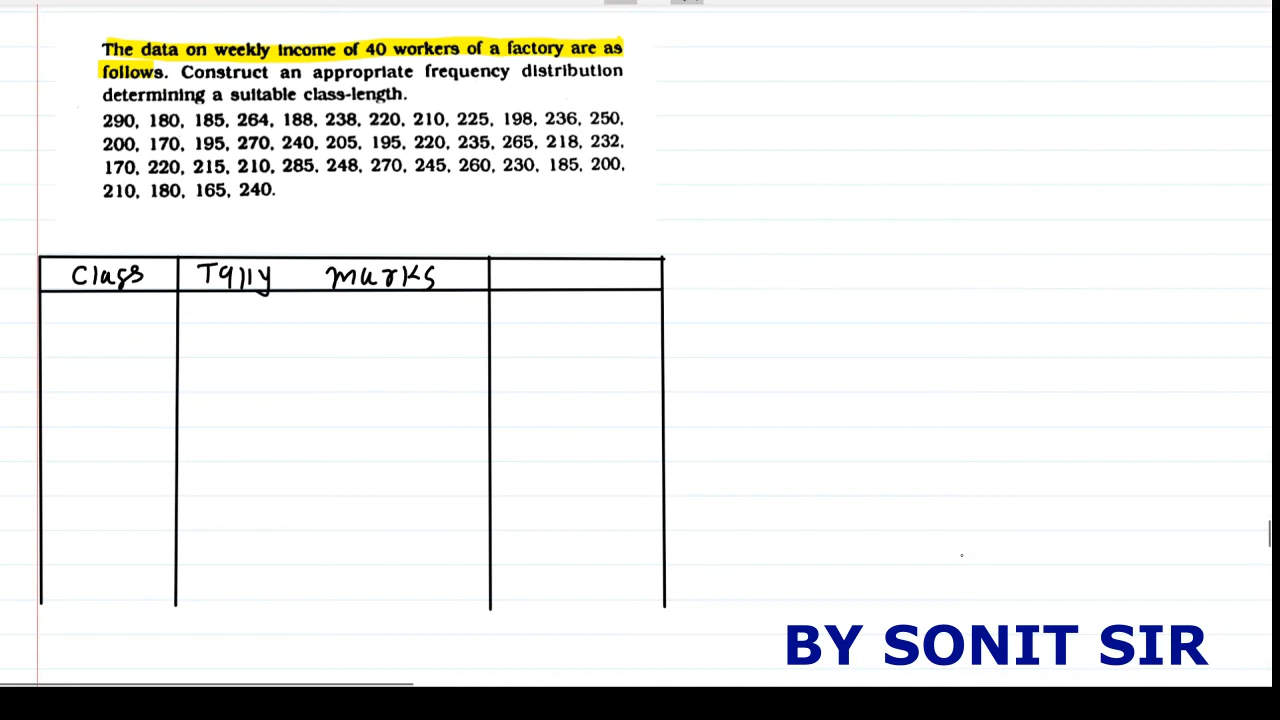 The data on weekly income of 40 workers of a factory are as
follows. Construct an appropriate frequency distribution
determining a suitable class-length.
290, 180, 185, 264, 188, 238, 220, 210, 225, 198, 236, 250,
200, 170, 195, 270, 240, 205, 195, 220, 235, 265, 218, 232,
170, 220, 215, 210, 285, 248, 270, 245, 260, 230, 185, 200,
210, 180, 165, 240.
Class Tally marks
BY SONIT SIR